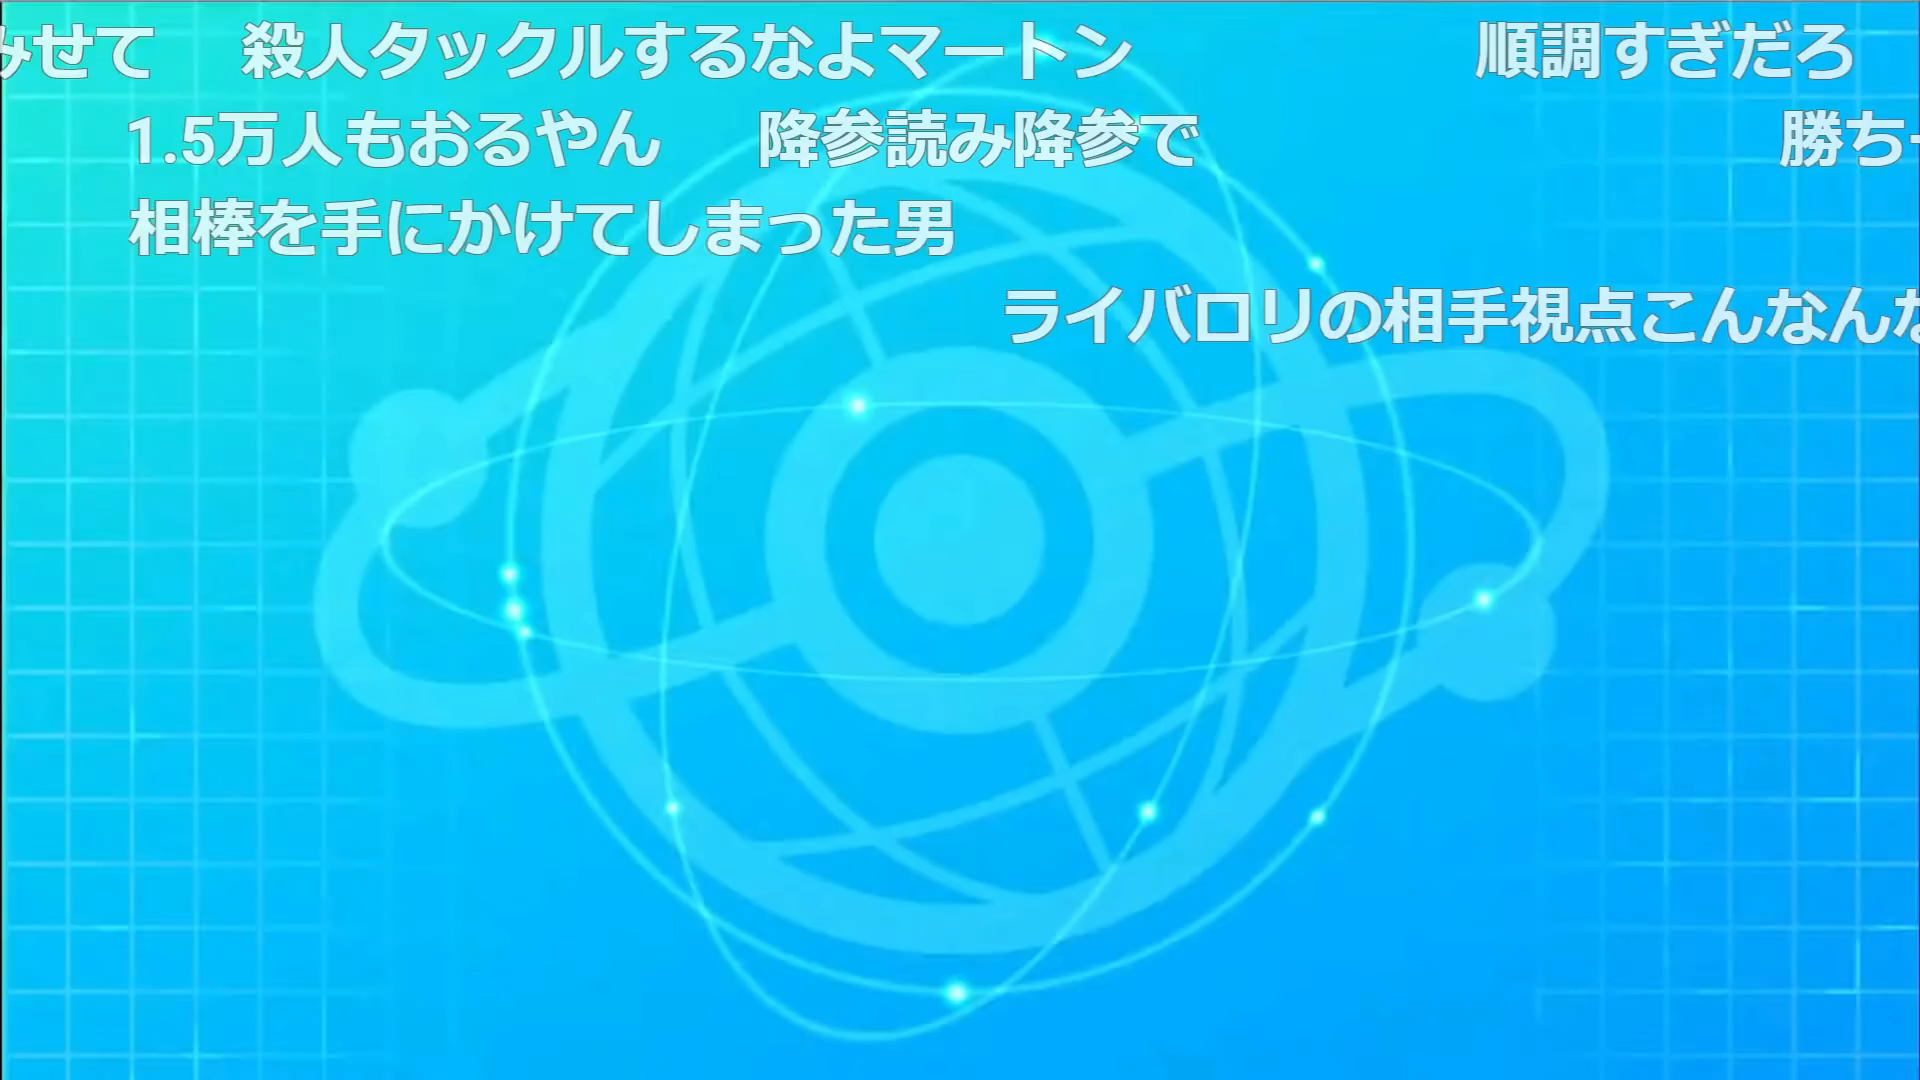 みせて 殺人タックルするなよマートン 順調すぎだろ
1.5万人もおるやん 降参読み降参で 勝ち
相棒を手にかけてしまった男
ライバロリの相手視点こんなんな